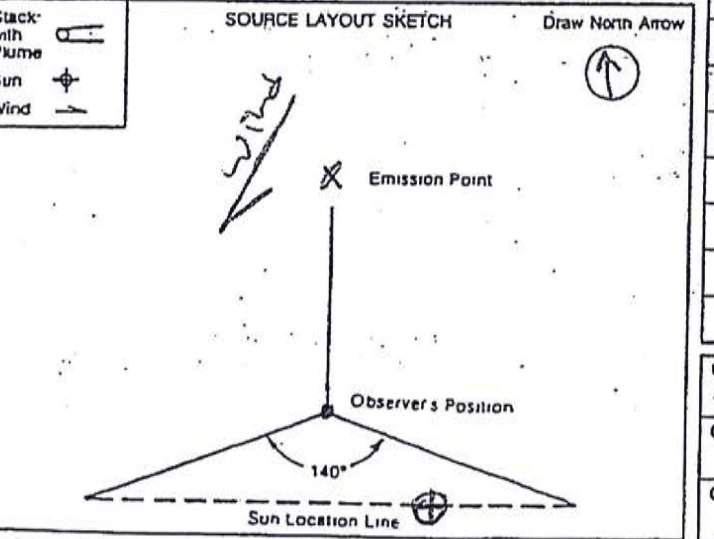 Stack
with
Plume
Sun
Wind
SOURCE LAYOUT SKETCH
Draw North Arrow
Wind
X Emission Point
Observer's Position
140°
Sun Location Line